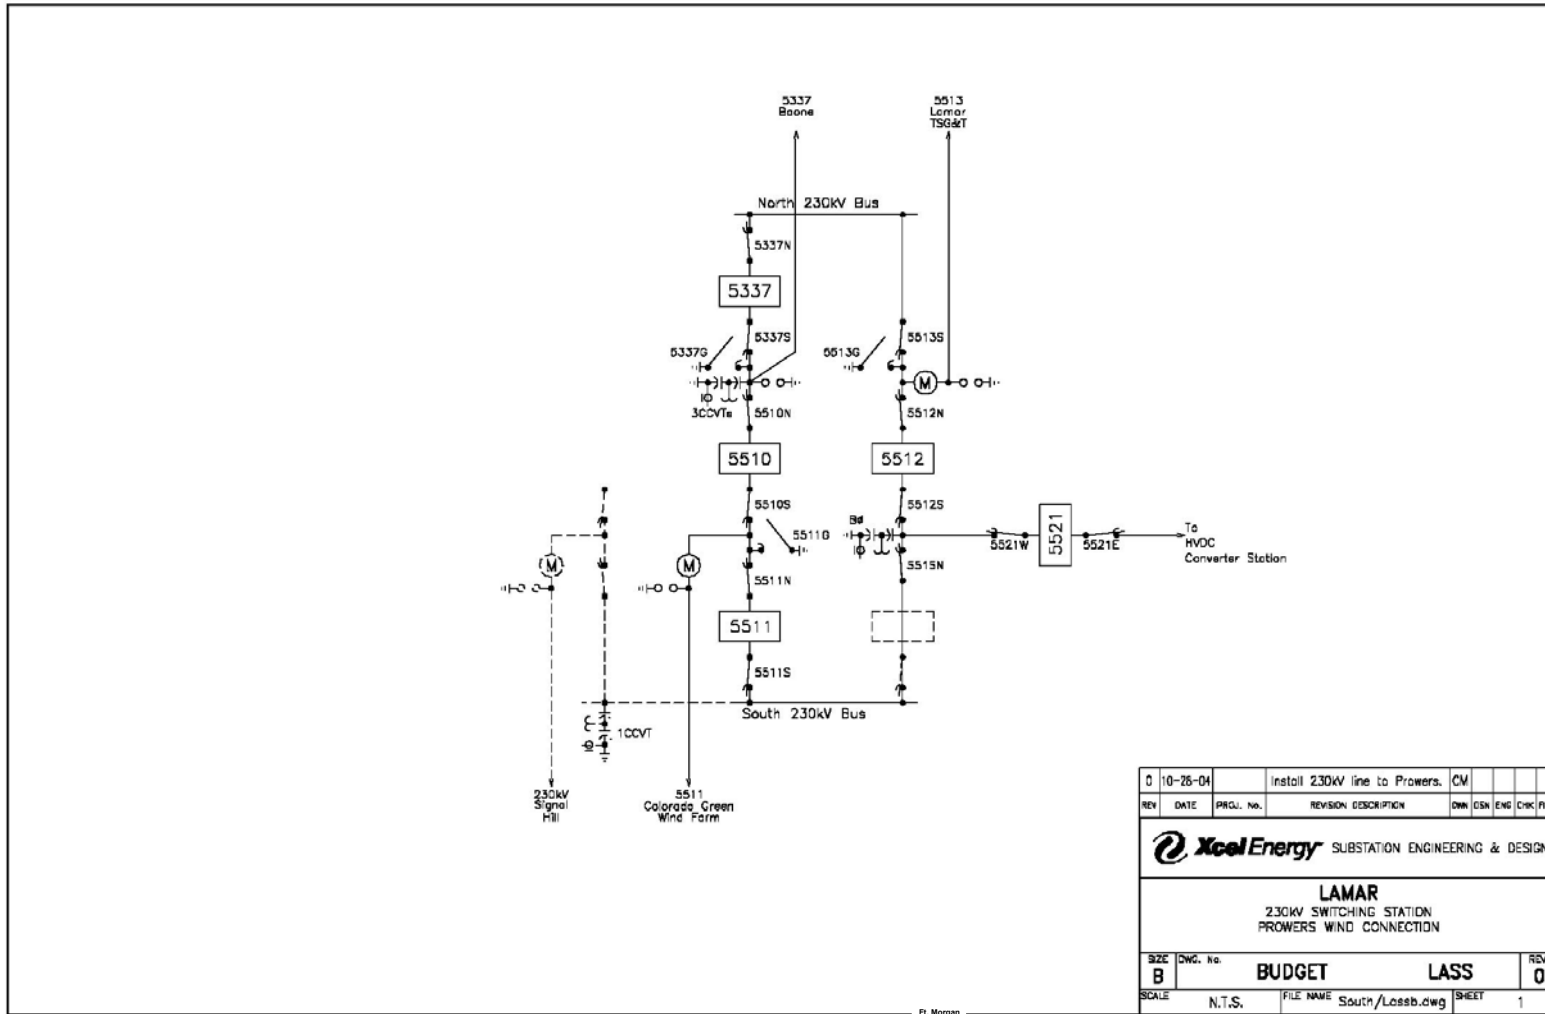 5337
Boone
5513
Lamar
TSG&T
North 230kV Bus
5337N
5337
5337S
5513S
5337G
5513G
M
3CCVTs
5510N
5512N
5510
5512
5510S
5512S
BØ
5511G
5521W
5521
5521E
To
HVDC
Converter Station
M
M
5511N
5515N
5511
5511S
South 230kV Bus
1CCVT
230kV
Signal
Hill
5511
Colorado Green
Wind Farm
0 10-28-04 Install 230kV line to Prowers. CM
REV DATE PROJ. No. REVISION DESCRIPTION DWN DSN ENG CHK
Xcel Energy SUBSTATION ENGINEERING & DESIGN
LAMAR
230kV SWITCHING STATION
PROWERS WIND CONNECTION
SIZE DWG. No. REV
B BUDGET LASS 0
SCALE N.T.S. FILE NAME South/Lassb.dwg SHEET 1
Ft. Morgan